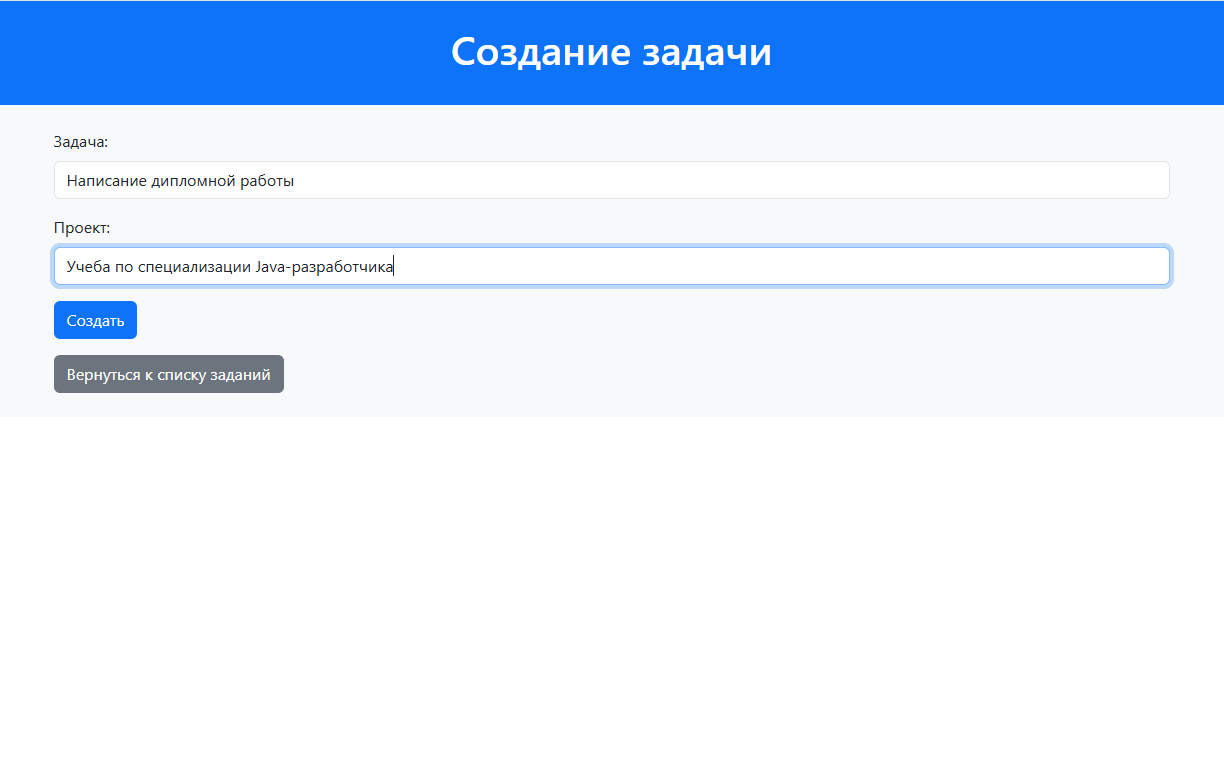 Создание задачи
Задача:
Написание дипломной работы
Проект:
Учеба по специализации Java-разработчика
Создать
Вернуться к списку заданий